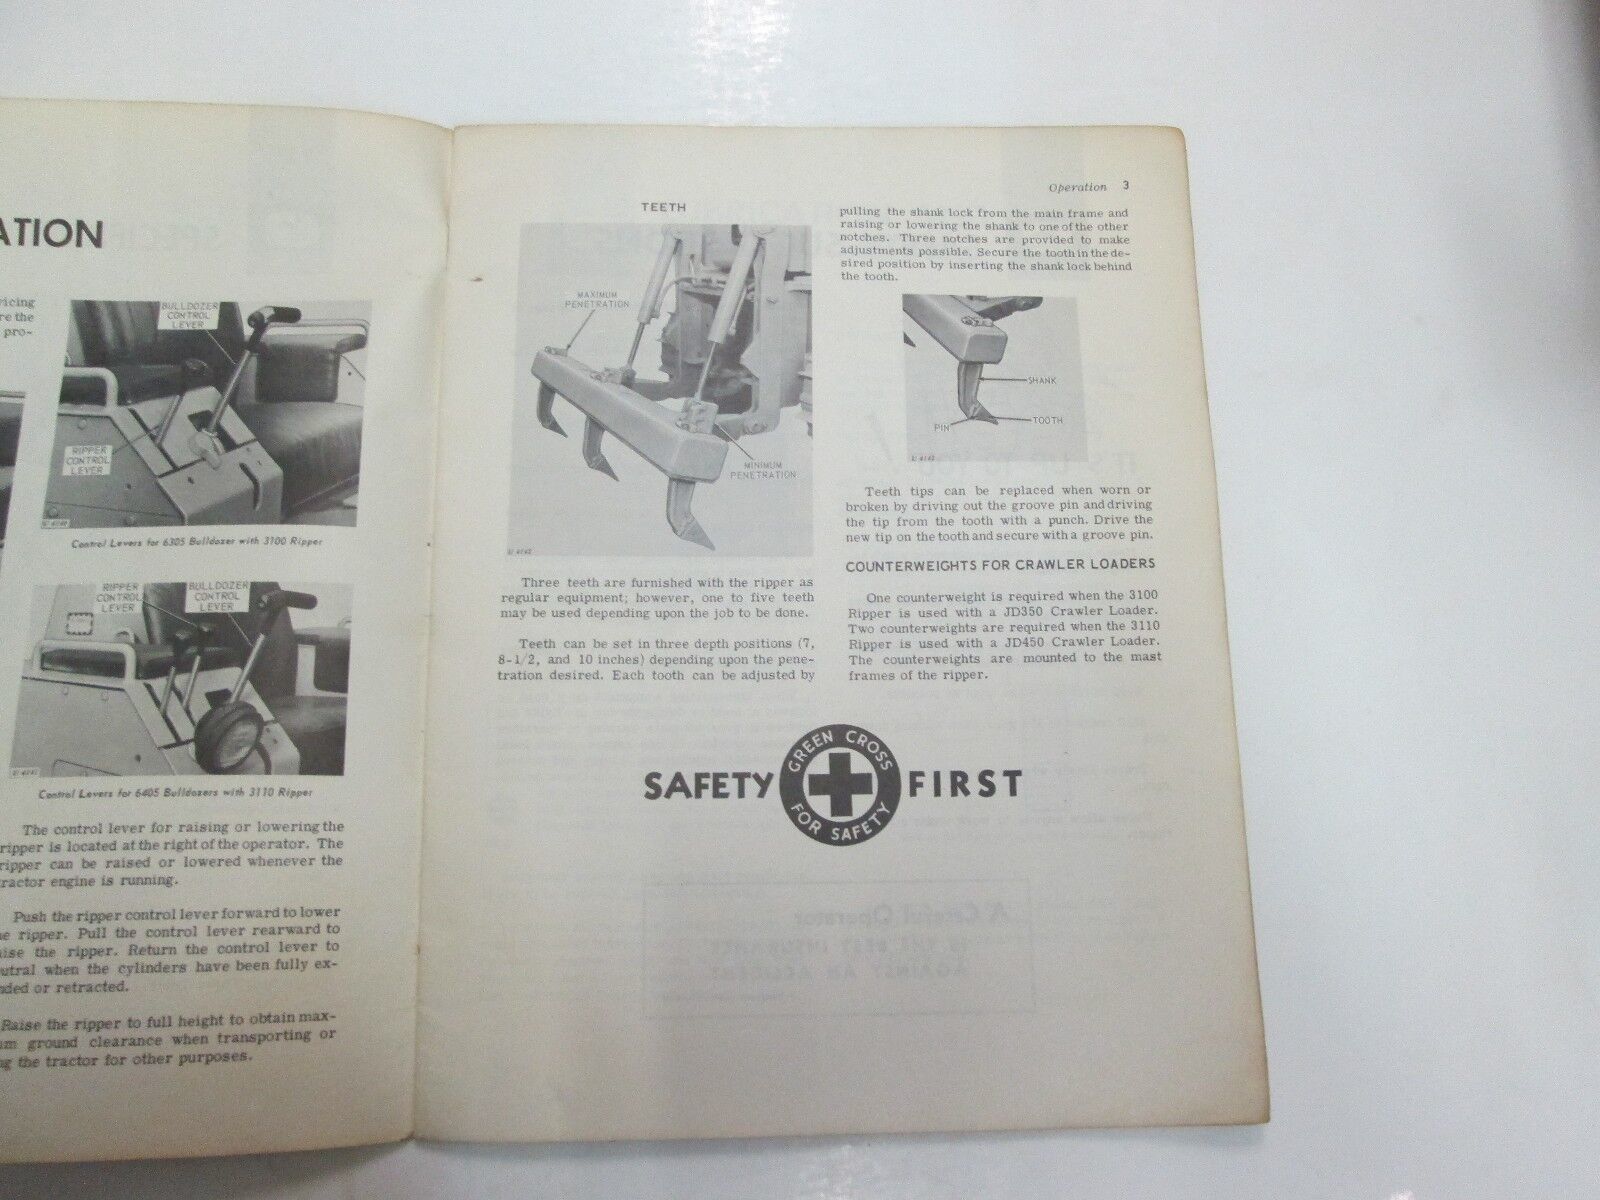 ATION
vicing
re the
pro-
BULLDOZER
CONTROL
LEVER
RIPPER
CONTROL
LEVER
Control Levers for 6305 Bulldozer with 3100 Ripper
RIPPER
CONTROL
LEVER
BULLDOZER
CONTROL
LEVER
Control Levers for 6405 Bulldozers with 3110 Ripper
The control lever for raising or lowering the
ripper is located at the right of the operator. The
ripper can be raised or lowered whenever the
ractor engine is running.
Push the ripper control lever forward to lower
e ripper. Pull the control lever rearward to
ise the ripper. Return the control lever to
utral when the cylinders have been fully ex-
ded or retracted.
Raise the ripper to full height to obtain max-
um ground clearance when transporting or
g the tractor for other purposes.
Operation 3
TEETH
MAXIMUM
PENETRATION
MINIMUM
PENETRATION
Three teeth are furnished with the ripper as
regular equipment; however, one to five teeth
may be used depending upon the job to be done.
Teeth can be set in three depth positions (7,
8-1/2, and 10 inches) depending upon the pene-
tration desired. Each tooth can be adjusted by
pulling the shank lock from the main frame and
raising or lowering the shank to one of the other
notches. Three notches are provided to make
adjustments possible. Secure the tooth in the de-
sired position by inserting the shank lock behind
the tooth.
SHANK
TOOTH
PIN
Teeth tips can be replaced when worn or
broken by driving out the groove pin and driving
the tip from the tooth with a punch. Drive the
new tip on the tooth and secure with a groove pin.
COUNTERWEIGHTS FOR CRAWLER LOADERS
One counterweight is required when the 3100
Ripper is used with a JD350 Crawler Loader.
Two counterweights are required when the 3110
Ripper is used with a JD450 Crawler Loader.
The counterweights are mounted to the mast
frames of the ripper.
SAFETY FIRST
GREEN CROSS
FOR SAFETY